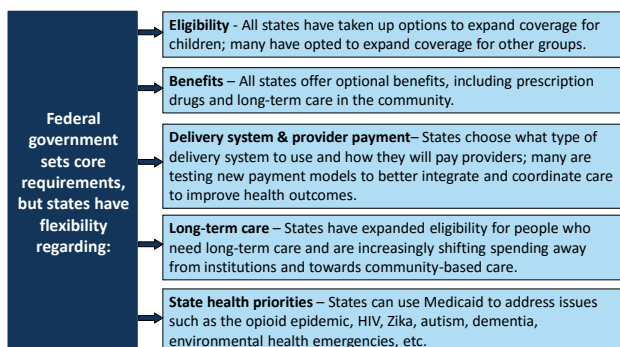 Federal
government
sets core
requirements,
but states have
flexibility
regarding:
Eligibility - All states have taken up options to expand coverage for
children; many have opted to expand coverage for other groups.
Benefits – All states offer optional benefits, including prescription
drugs and long-term care in the community.
Delivery system & provider payment– States choose what type of
delivery system to use and how they will pay providers; many are
testing new payment models to better integrate and coordinate care
to improve health outcomes.
Long-term care – States have expanded eligibility for people who
need long-term care and are increasingly shifting spending away
from institutions and towards community-based care.
State health priorities – States can use Medicaid to address issues
such as the opioid epidemic, HIV, Zika, autism, dementia,
environmental health emergencies, etc.